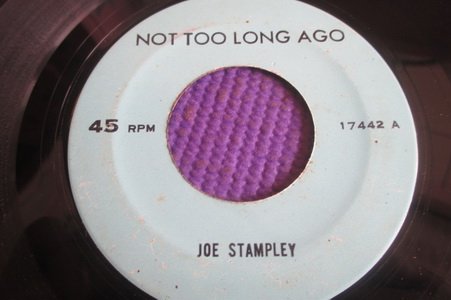 NOT TOO LONG AGO
45 RPM
17442 A
JOE STAMPLEY